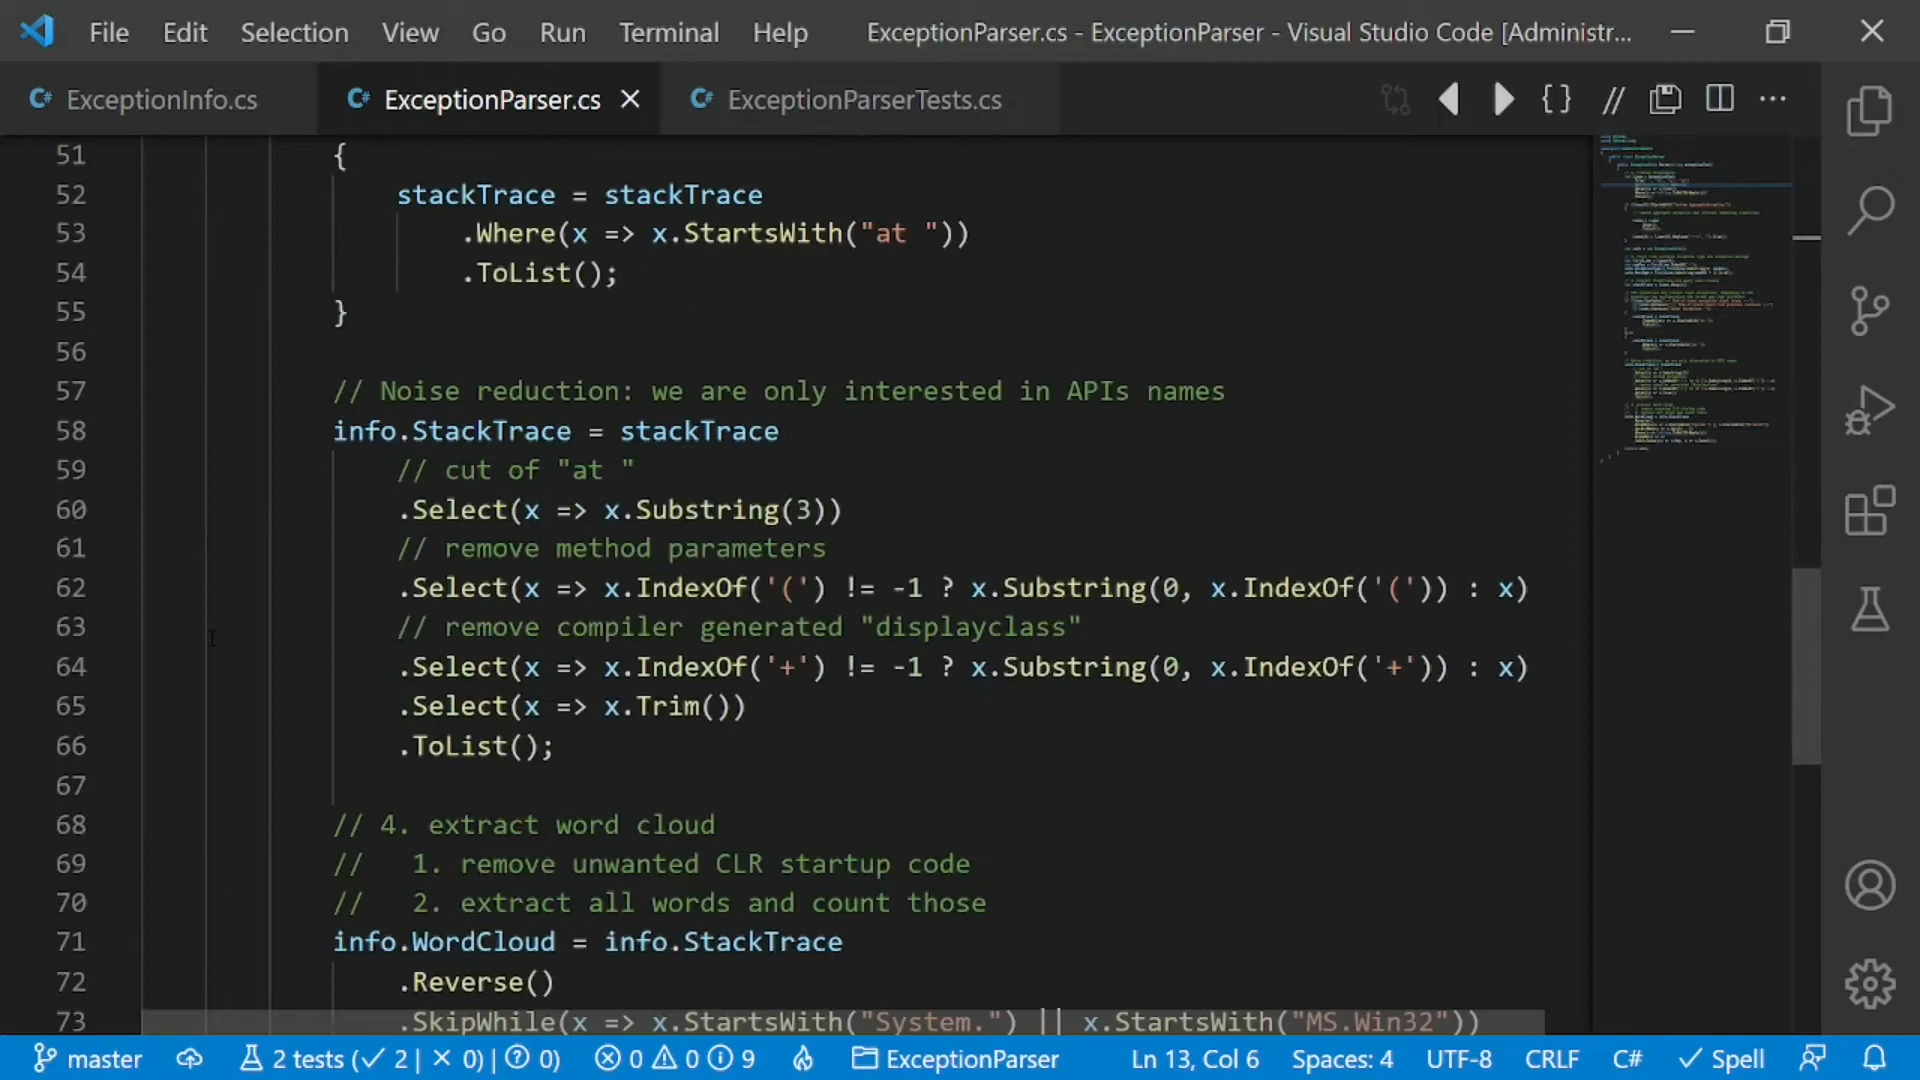 File Edit Selection View Go Run Terminal Help ExceptionParser.cs - ExceptionParser - Visual Studio Code [Administr...
ExceptionInfo.cs ExceptionParser.cs ExceptionParserTests.cs
51 {
52 stackTrace = stackTrace
53 .Where(x => x.StartsWith("at "))
54 .ToList();
55 }
56
57 // Noise reduction: we are only interested in APIs names
58 info.StackTrace = stackTrace
59 // cut of "at "
60 .Select(x => x.Substring(3))
61 // remove method parameters
62 .Select(x => x.IndexOf('(') != -1 ? x.Substring(0, x.IndexOf('(')) : x)
63 // remove compiler generated "displayclass"
64 .Select(x => x.IndexOf('+') != -1 ? x.Substring(0, x.IndexOf('+')) : x)
65 .Select(x => x.Trim())
66 .ToList();
67
68 // 4. extract word cloud
69 // 1. remove unwanted CLR startup code
70 // 2. extract all words and count those
71 info.WordCloud = info.StackTrace
72 .Reverse()
73 .SkipWhile(x => x.StartsWith("System.") || x.StartsWith("MS.Win32"))
master 2 tests (✓ 2 | × 0) | ? 0) 0 0 9 ExceptionParser Ln 13, Col 6 Spaces: 4 UTF-8 CRLF C# ✓ Spell